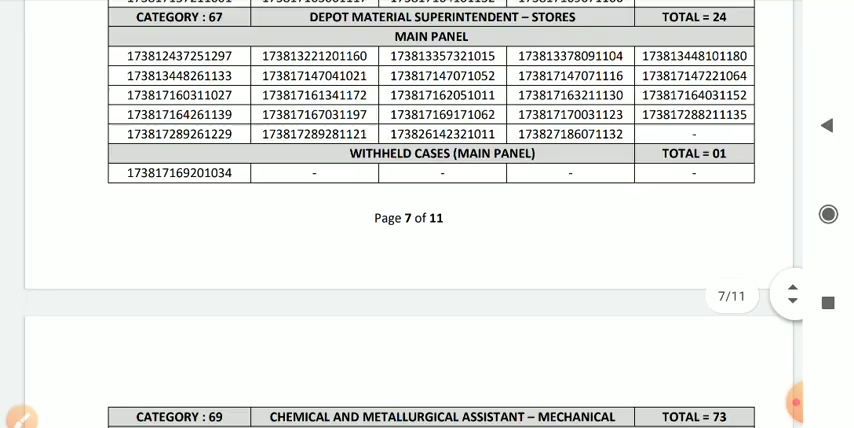 CATEGORY : 67 DEPOT MATERIAL SUPERINTENDENT – STORES TOTAL = 24
MAIN PANEL
173812437251297 173813221201160 173813357321015 173813378091104 173813448101180
173813448261133 173817147041021 173817147071052 173817147071116 173817147221064
173817160311027 173817161341172 173817162051011 173817163211130 173817164031152
173817164261139 173817167031197 173817169171062 173817170031123 173817288211135
173817289261229 173817289281121 173826142321011 173827186071132 -
WITHHELD CASES (MAIN PANEL) TOTAL = 01
173817169201034 - - - -
Page 7 of 11
7/11
CATEGORY : 69 CHEMICAL AND METALLURGICAL ASSISTANT – MECHANICAL TOTAL = 73